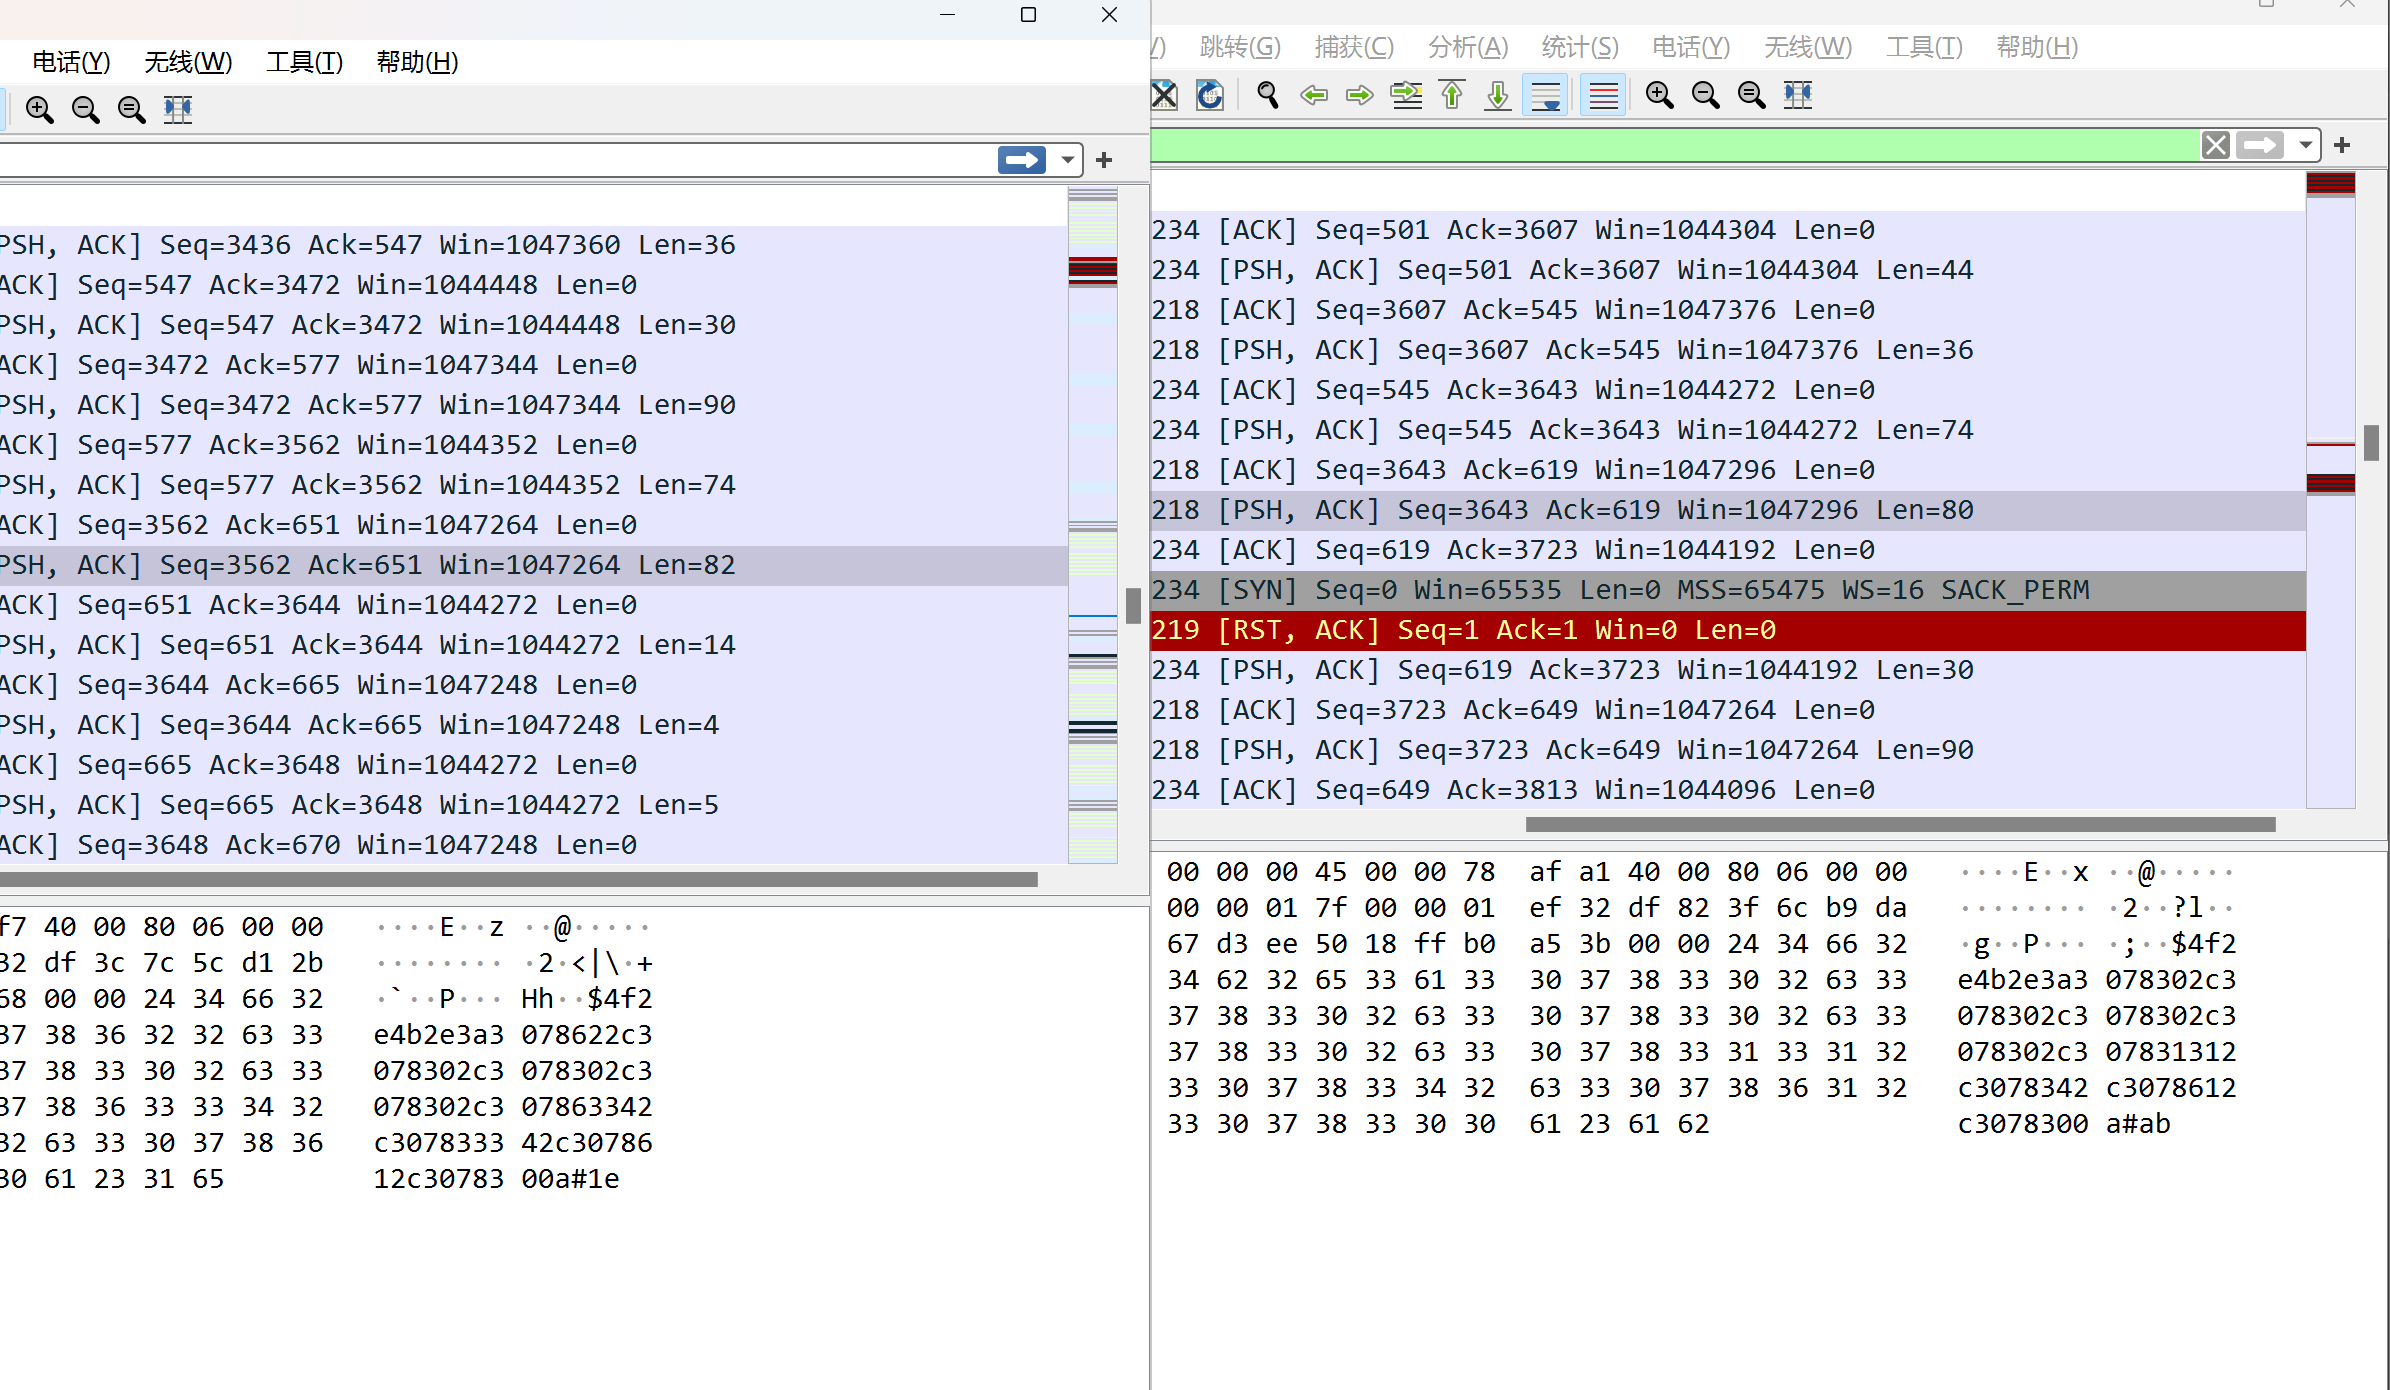 电话(Y) 无线(W) 工具(T) 帮助(H)
PSH, ACK] Seq=3436 Ack=547 Win=1047360 Len=36
ACK] Seq=547 Ack=3472 Win=1044448 Len=0
PSH, ACK] Seq=547 Ack=3472 Win=1044448 Len=30
ACK] Seq=3472 Ack=577 Win=1047344 Len=0
PSH, ACK] Seq=3472 Ack=577 Win=1047344 Len=90
ACK] Seq=577 Ack=3562 Win=1044352 Len=0
PSH, ACK] Seq=577 Ack=3562 Win=1044352 Len=74
ACK] Seq=3562 Ack=651 Win=1047264 Len=0
PSH, ACK] Seq=3562 Ack=651 Win=1047264 Len=82
ACK] Seq=651 Ack=3644 Win=1044272 Len=0
PSH, ACK] Seq=651 Ack=3644 Win=1044272 Len=14
ACK] Seq=3644 Ack=665 Win=1047248 Len=0
PSH, ACK] Seq=3644 Ack=665 Win=1047248 Len=4
ACK] Seq=665 Ack=3648 Win=1044272 Len=0
PSH, ACK] Seq=665 Ack=3648 Win=1044272 Len=5
ACK] Seq=3648 Ack=670 Win=1047248 Len=0
f7 40 00 80 06 00 00 ····E··z ··@·····
32 df 3c 7c 5c d1 2b ········ ·2·<|\·+
68 00 00 24 34 66 32 ·`··P··· Hh··$4f2
37 38 36 32 32 63 33 e4b2e3a3 078622c3
37 38 33 30 32 63 33 078302c3 078302c3
37 38 36 33 33 34 32 078302c3 07863342
32 63 33 30 37 38 36 c3078333 42c30786
30 61 23 31 65 12c30783 00a#1e
V) 跳转(G) 捕获(C) 分析(A) 统计(S) 电话(Y) 无线(W) 工具(T) 帮助(H)
234 [ACK] Seq=501 Ack=3607 Win=1044304 Len=0
234 [PSH, ACK] Seq=501 Ack=3607 Win=1044304 Len=44
218 [ACK] Seq=3607 Ack=545 Win=1047376 Len=0
218 [PSH, ACK] Seq=3607 Ack=545 Win=1047376 Len=36
234 [ACK] Seq=545 Ack=3643 Win=1044272 Len=0
234 [PSH, ACK] Seq=545 Ack=3643 Win=1044272 Len=74
218 [ACK] Seq=3643 Ack=619 Win=1047296 Len=0
218 [PSH, ACK] Seq=3643 Ack=619 Win=1047296 Len=80
234 [ACK] Seq=619 Ack=3723 Win=1044192 Len=0
234 [SYN] Seq=0 Win=65535 Len=0 MSS=65475 WS=16 SACK_PERM
219 [RST, ACK] Seq=1 Ack=1 Win=0 Len=0
234 [PSH, ACK] Seq=619 Ack=3723 Win=1044192 Len=30
218 [ACK] Seq=3723 Ack=649 Win=1047264 Len=0
218 [PSH, ACK] Seq=3723 Ack=649 Win=1047264 Len=90
234 [ACK] Seq=649 Ack=3813 Win=1044096 Len=0
00 00 00 45 00 00 78 af a1 40 00 80 06 00 00 ····E··x ··@·····
00 00 01 7f 00 00 01 ef 32 df 82 3f 6c b9 da ········ ·2··?l··
67 d3 ee 50 18 ff b0 a5 3b 00 00 24 34 66 32 ·g··P··· ·;··$4f2
34 62 32 65 33 61 33 30 37 38 33 30 32 63 33 e4b2e3a3 078302c3
37 38 33 30 32 63 33 30 37 38 33 30 32 63 33 078302c3 078302c3
37 38 33 30 32 63 33 30 37 38 33 31 33 31 32 078302c3 07831312
33 30 37 38 33 34 32 63 33 30 37 38 36 31 32 c3078342 c3078612
33 30 37 38 33 30 30 61 23 61 62 c3078300 a#ab